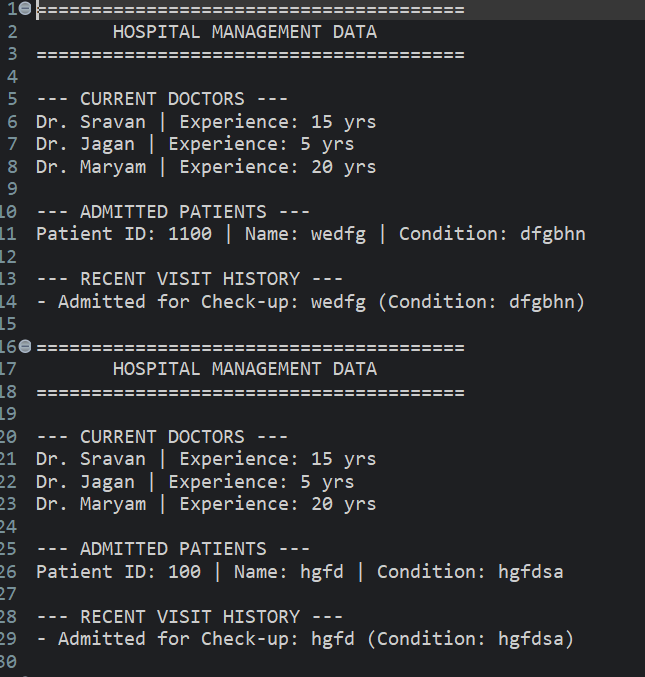 1 =======================================
2 HOSPITAL MANAGEMENT DATA
3 =======================================
4
5 --- CURRENT DOCTORS ---
6 Dr. Sravan | Experience: 15 yrs
7 Dr. Jagan | Experience: 5 yrs
8 Dr. Maryam | Experience: 20 yrs
9
10 --- ADMITTED PATIENTS ---
11 Patient ID: 1100 | Name: wedfg | Condition: dfgbhn
12
13 --- RECENT VISIT HISTORY ---
14 - Admitted for Check-up: wedfg (Condition: dfgbhn)
15
16 =======================================
17 HOSPITAL MANAGEMENT DATA
18 =======================================
19
20 --- CURRENT DOCTORS ---
21 Dr. Sravan | Experience: 15 yrs
22 Dr. Jagan | Experience: 5 yrs
23 Dr. Maryam | Experience: 20 yrs
24
25 --- ADMITTED PATIENTS ---
26 Patient ID: 100 | Name: hgfd | Condition: hgfdsa
27
28 --- RECENT VISIT HISTORY ---
29 - Admitted for Check-up: hgfd (Condition: hgfdsa)
30